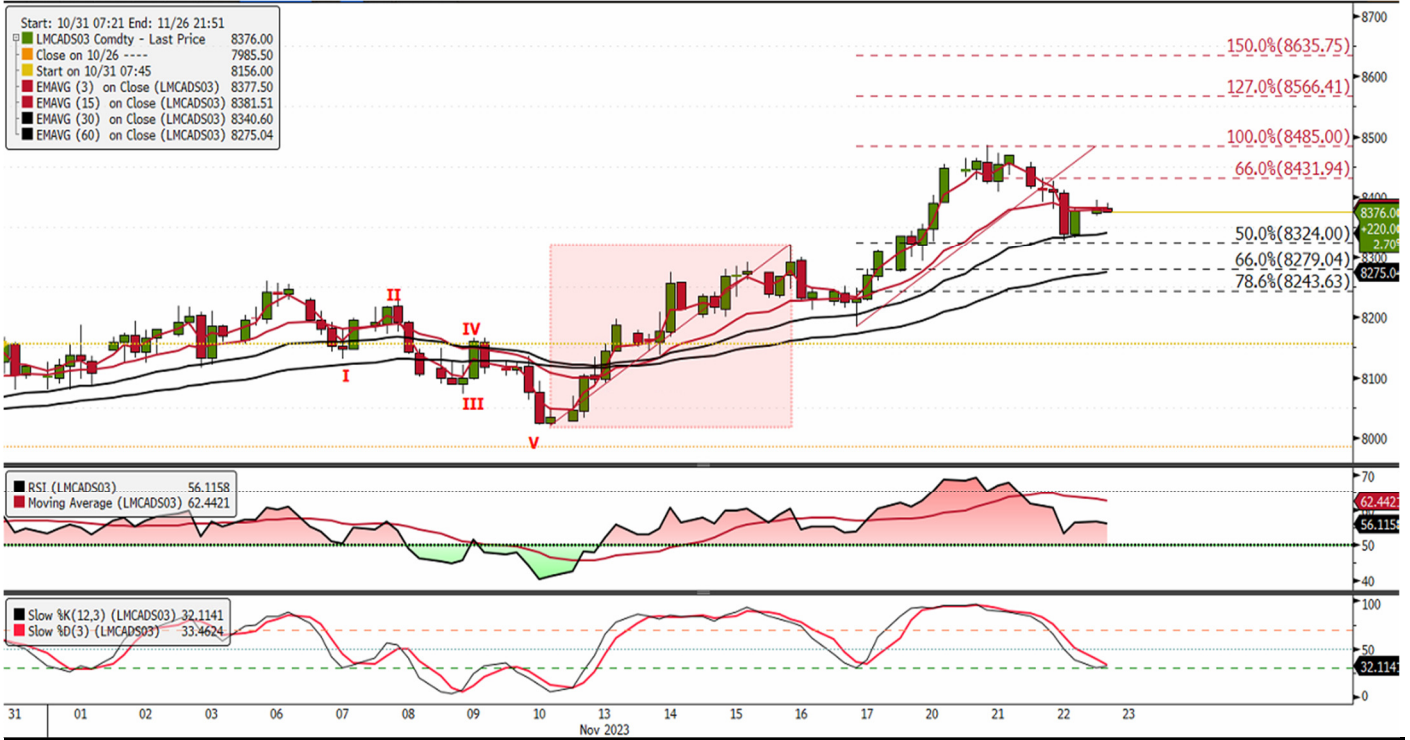 Start: 10/31 07:21 End: 11/26 21:51
LMCADS03 Comdty - Last Price 8376.00
Close on 10/26 ---- 7985.50
Start on 10/31 07:45 8156.00
EMAVG (3) on Close (LMCADS03) 8377.50
EMAVG (15) on Close (LMCADS03) 8381.51
EMAVG (30) on Close (LMCADS03) 8340.60
EMAVG (60) on Close (LMCADS03) 8275.04
150.0%(8635.75)
127.0%(8566.41)
100.0%(8485.00)
66.0%(8431.94)
50.0%(8324.00)
66.0%(8279.04)
78.6%(8243.63)
8700
8600
8500
8400
8376.00
+220.00
2.70%
8300
8275.04
8200
8100
8000
I
II
III
IV
V
RSI (LMCADS03) 56.1158
Moving Average (LMCADS03) 62.4421
70
62.4421
56.1158
50
40
Slow %K(12,3) (LMCADS03) 32.1141
Slow %D(3) (LMCADS03) 33.4624
100
50
32.1141
0
31 01 02 03 06 07 08 09 10 13 14 15 16 17 20 21 22 23
Nov 2023